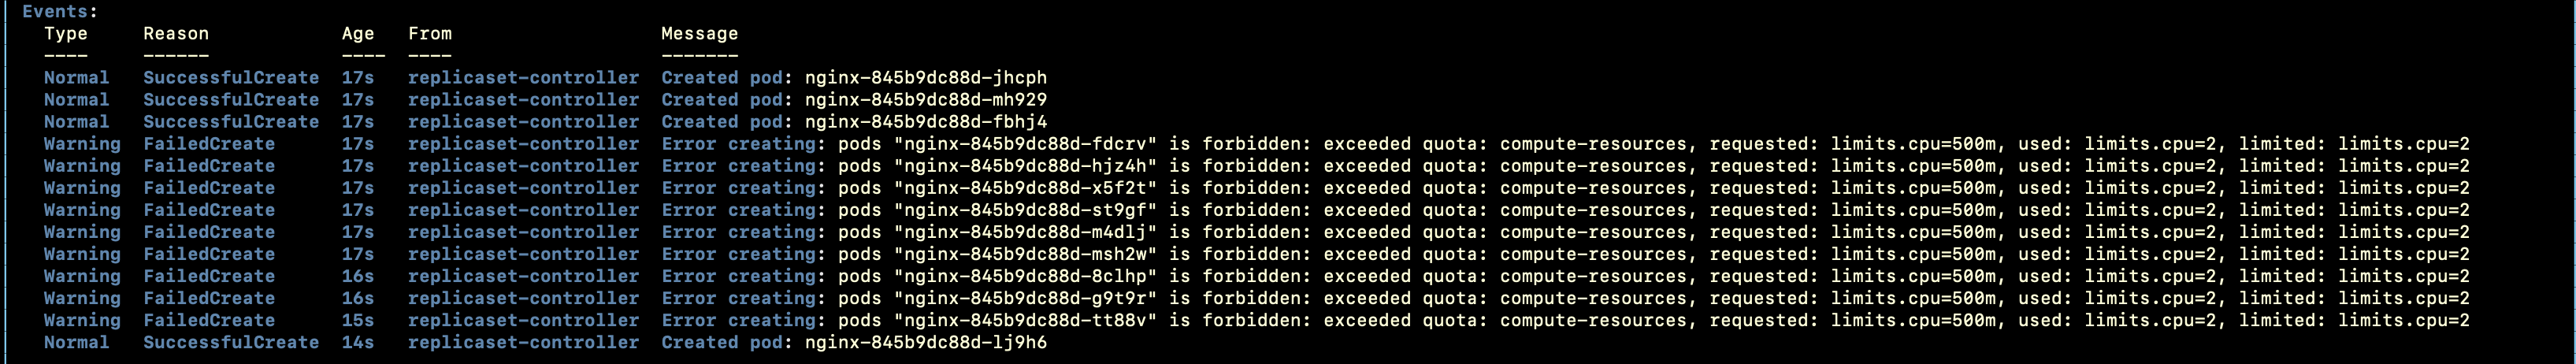 Events:
Type Reason Age From Message
---- ------ ---- ---- -------
Normal SuccessfulCreate 17s replicaset-controller Created pod: nginx-845b9dc88d-jhcph
Normal SuccessfulCreate 17s replicaset-controller Created pod: nginx-845b9dc88d-mh929
Normal SuccessfulCreate 17s replicaset-controller Created pod: nginx-845b9dc88d-fbhj4
Warning FailedCreate 17s replicaset-controller Error creating: pods "nginx-845b9dc88d-fdcrv" is forbidden: exceeded quota: compute-resources, requested: limits.cpu=500m, used: limits.cpu=2, limited: limits.cpu=2
Warning FailedCreate 17s replicaset-controller Error creating: pods "nginx-845b9dc88d-hjz4h" is forbidden: exceeded quota: compute-resources, requested: limits.cpu=500m, used: limits.cpu=2, limited: limits.cpu=2
Warning FailedCreate 17s replicaset-controller Error creating: pods "nginx-845b9dc88d-x5f2t" is forbidden: exceeded quota: compute-resources, requested: limits.cpu=500m, used: limits.cpu=2, limited: limits.cpu=2
Warning FailedCreate 17s replicaset-controller Error creating: pods "nginx-845b9dc88d-st9gf" is forbidden: exceeded quota: compute-resources, requested: limits.cpu=500m, used: limits.cpu=2, limited: limits.cpu=2
Warning FailedCreate 17s replicaset-controller Error creating: pods "nginx-845b9dc88d-m4dlj" is forbidden: exceeded quota: compute-resources, requested: limits.cpu=500m, used: limits.cpu=2, limited: limits.cpu=2
Warning FailedCreate 17s replicaset-controller Error creating: pods "nginx-845b9dc88d-msh2w" is forbidden: exceeded quota: compute-resources, requested: limits.cpu=500m, used: limits.cpu=2, limited: limits.cpu=2
Warning FailedCreate 16s replicaset-controller Error creating: pods "nginx-845b9dc88d-8clhp" is forbidden: exceeded quota: compute-resources, requested: limits.cpu=500m, used: limits.cpu=2, limited: limits.cpu=2
Warning FailedCreate 16s replicaset-controller Error creating: pods "nginx-845b9dc88d-g9t9r" is forbidden: exceeded quota: compute-resources, requested: limits.cpu=500m, used: limits.cpu=2, limited: limits.cpu=2
Warning FailedCreate 15s replicaset-controller Error creating: pods "nginx-845b9dc88d-tt88v" is forbidden: exceeded quota: compute-resources, requested: limits.cpu=500m, used: limits.cpu=2, limited: limits.cpu=2
Normal SuccessfulCreate 14s replicaset-controller Created pod: nginx-845b9dc88d-lj9h6